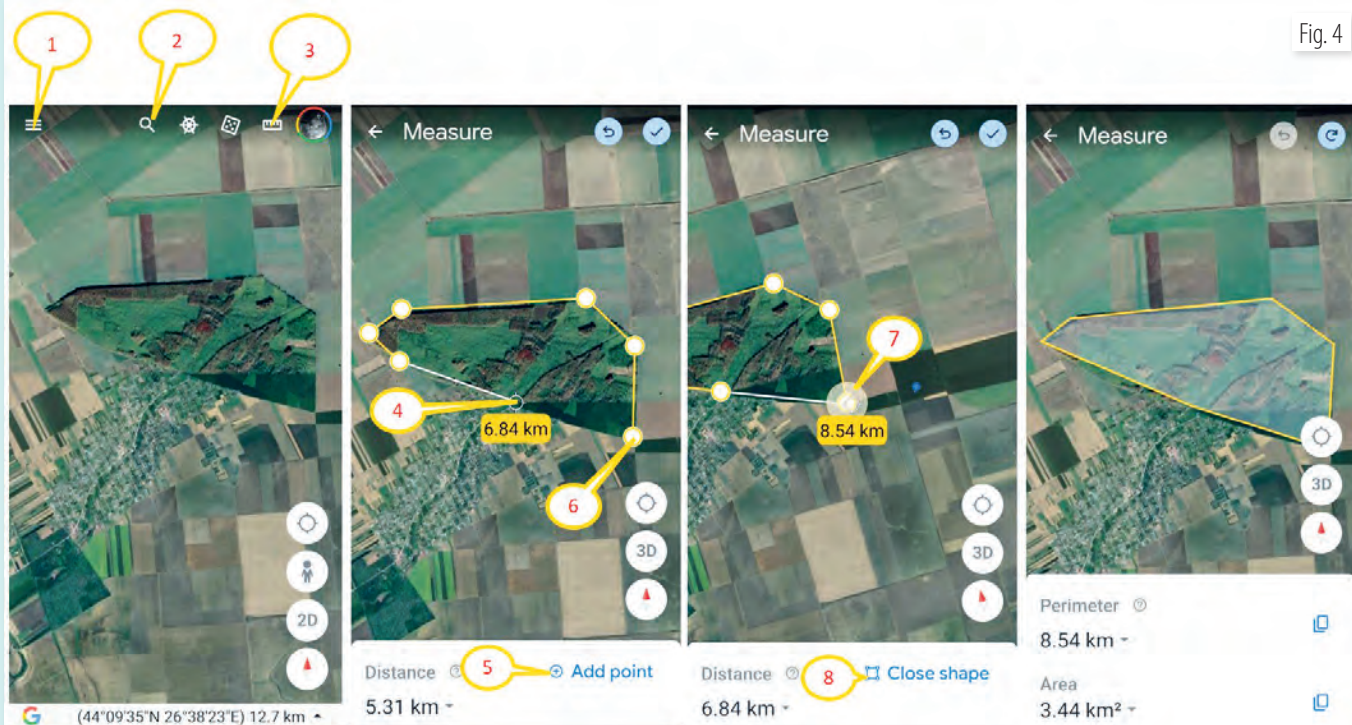 Fig. 4
1
2
3
(44°09'35"N 26°38'23"E) 12.7 km
2D
G
Measure
4
6.84 km
6
3D
Distance
5
Add point
5.31 km
Measure
7
8.54 km
3D
Distance
8
Close shape
6.84 km
Measure
3D
Perimeter
8.54 km
Area
3.44 km²